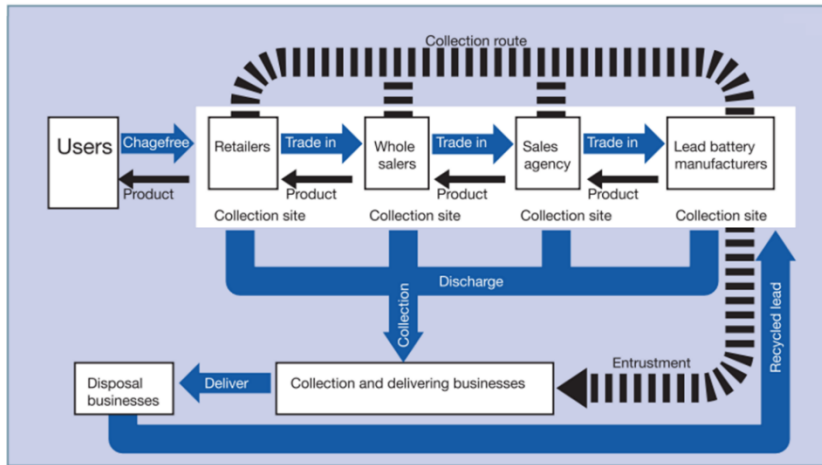 Collection route
Users
Chagefree
Product
Retailers
Trade in
Product
Whole
salers
Trade in
Product
Sales
agency
Trade in
Product
Lead battery
manufacturers
Collection site
Collection site
Collection site
Collection site
Discharge
Collection
Recycled lead
Entrustment
Disposal
businesses
Deliver
Collection and delivering businesses